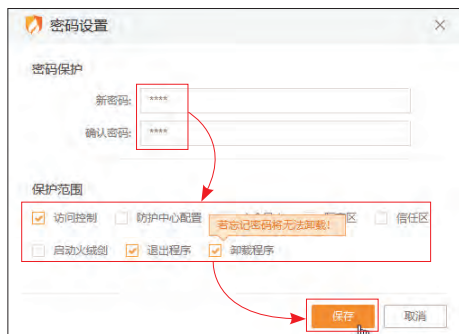 密码设置
密码保护
新密码: ****
确认密码: ****
保护范围
访问控制 防护中心配置 信任区
若忘记密码将无法卸载!
启动火绒剑 退出程序 卸载程序
保存 取消